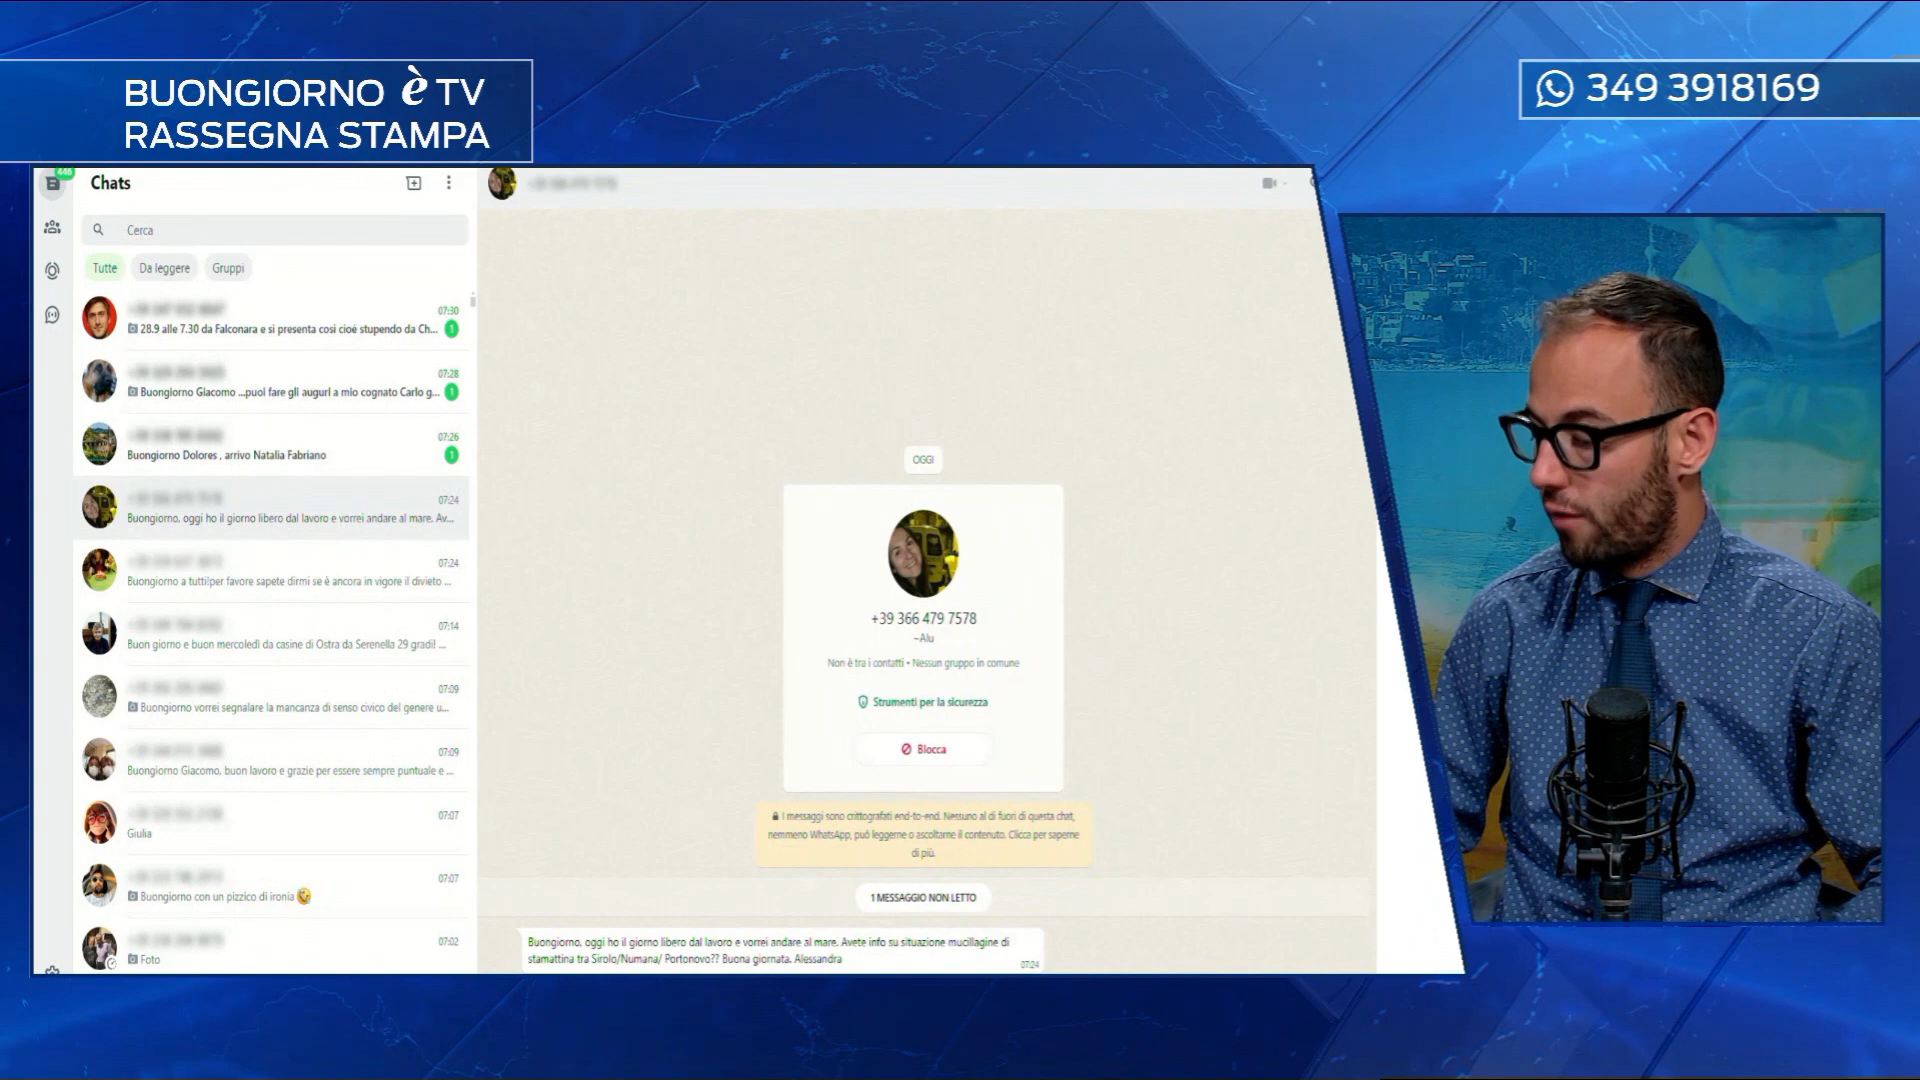 BUONGIORNO è TV
RASSEGNA STAMPA
349 3918169
446
Chats
Cerca
Tutte
Da leggere
Gruppi
07:30
28.9 alle 7.30 da Falconara e si presenta così cioè stupendo da Ch...
1
07:28
Buongiorno Giacomo ...puoi fare gli auguri a mio cognato Carlo g...
1
07:26
Buongiorno Dolores , arrivo Natalia Fabriano
1
07:24
Buongiorno, oggi ho il giorno libero dal lavoro e vorrei andare al mare. Av...
07:24
Buongiorno a tutti!per favore sapete dirmi se è ancora in vigore il divieto ...
07:14
Buon giorno e buon mercoledì da casine di Ostra da Serenella 29 gradi! ...
07:09
Buongiorno vorrei segnalare la mancanza di senso civico del genere u...
07:09
Buongiorno Giacomo, buon lavoro e grazie per essere sempre puntuale e ...
07:07
Giulia
07:07
Buongiorno con un pizzico di ironia
07:02
Foto
OGGI
+39 366 479 7578
~Alu
Non è tra i contatti • Nessun gruppo in comune
Strumenti per la sicurezza
Blocca
I messaggi sono crittografati end-to-end. Nessuno al di fuori di questa chat,
nemmeno WhatsApp, può leggerne o ascoltarne il contenuto. Clicca per saperne
di più.
1 MESSAGGIO NON LETTO
Buongiorno, oggi ho il giorno libero dal lavoro e vorrei andare al mare. Avete info su situazione mucillagine di
stamattina tra Sirolo/Numana/ Portonovo?? Buona giornata. Alessandra
07:24